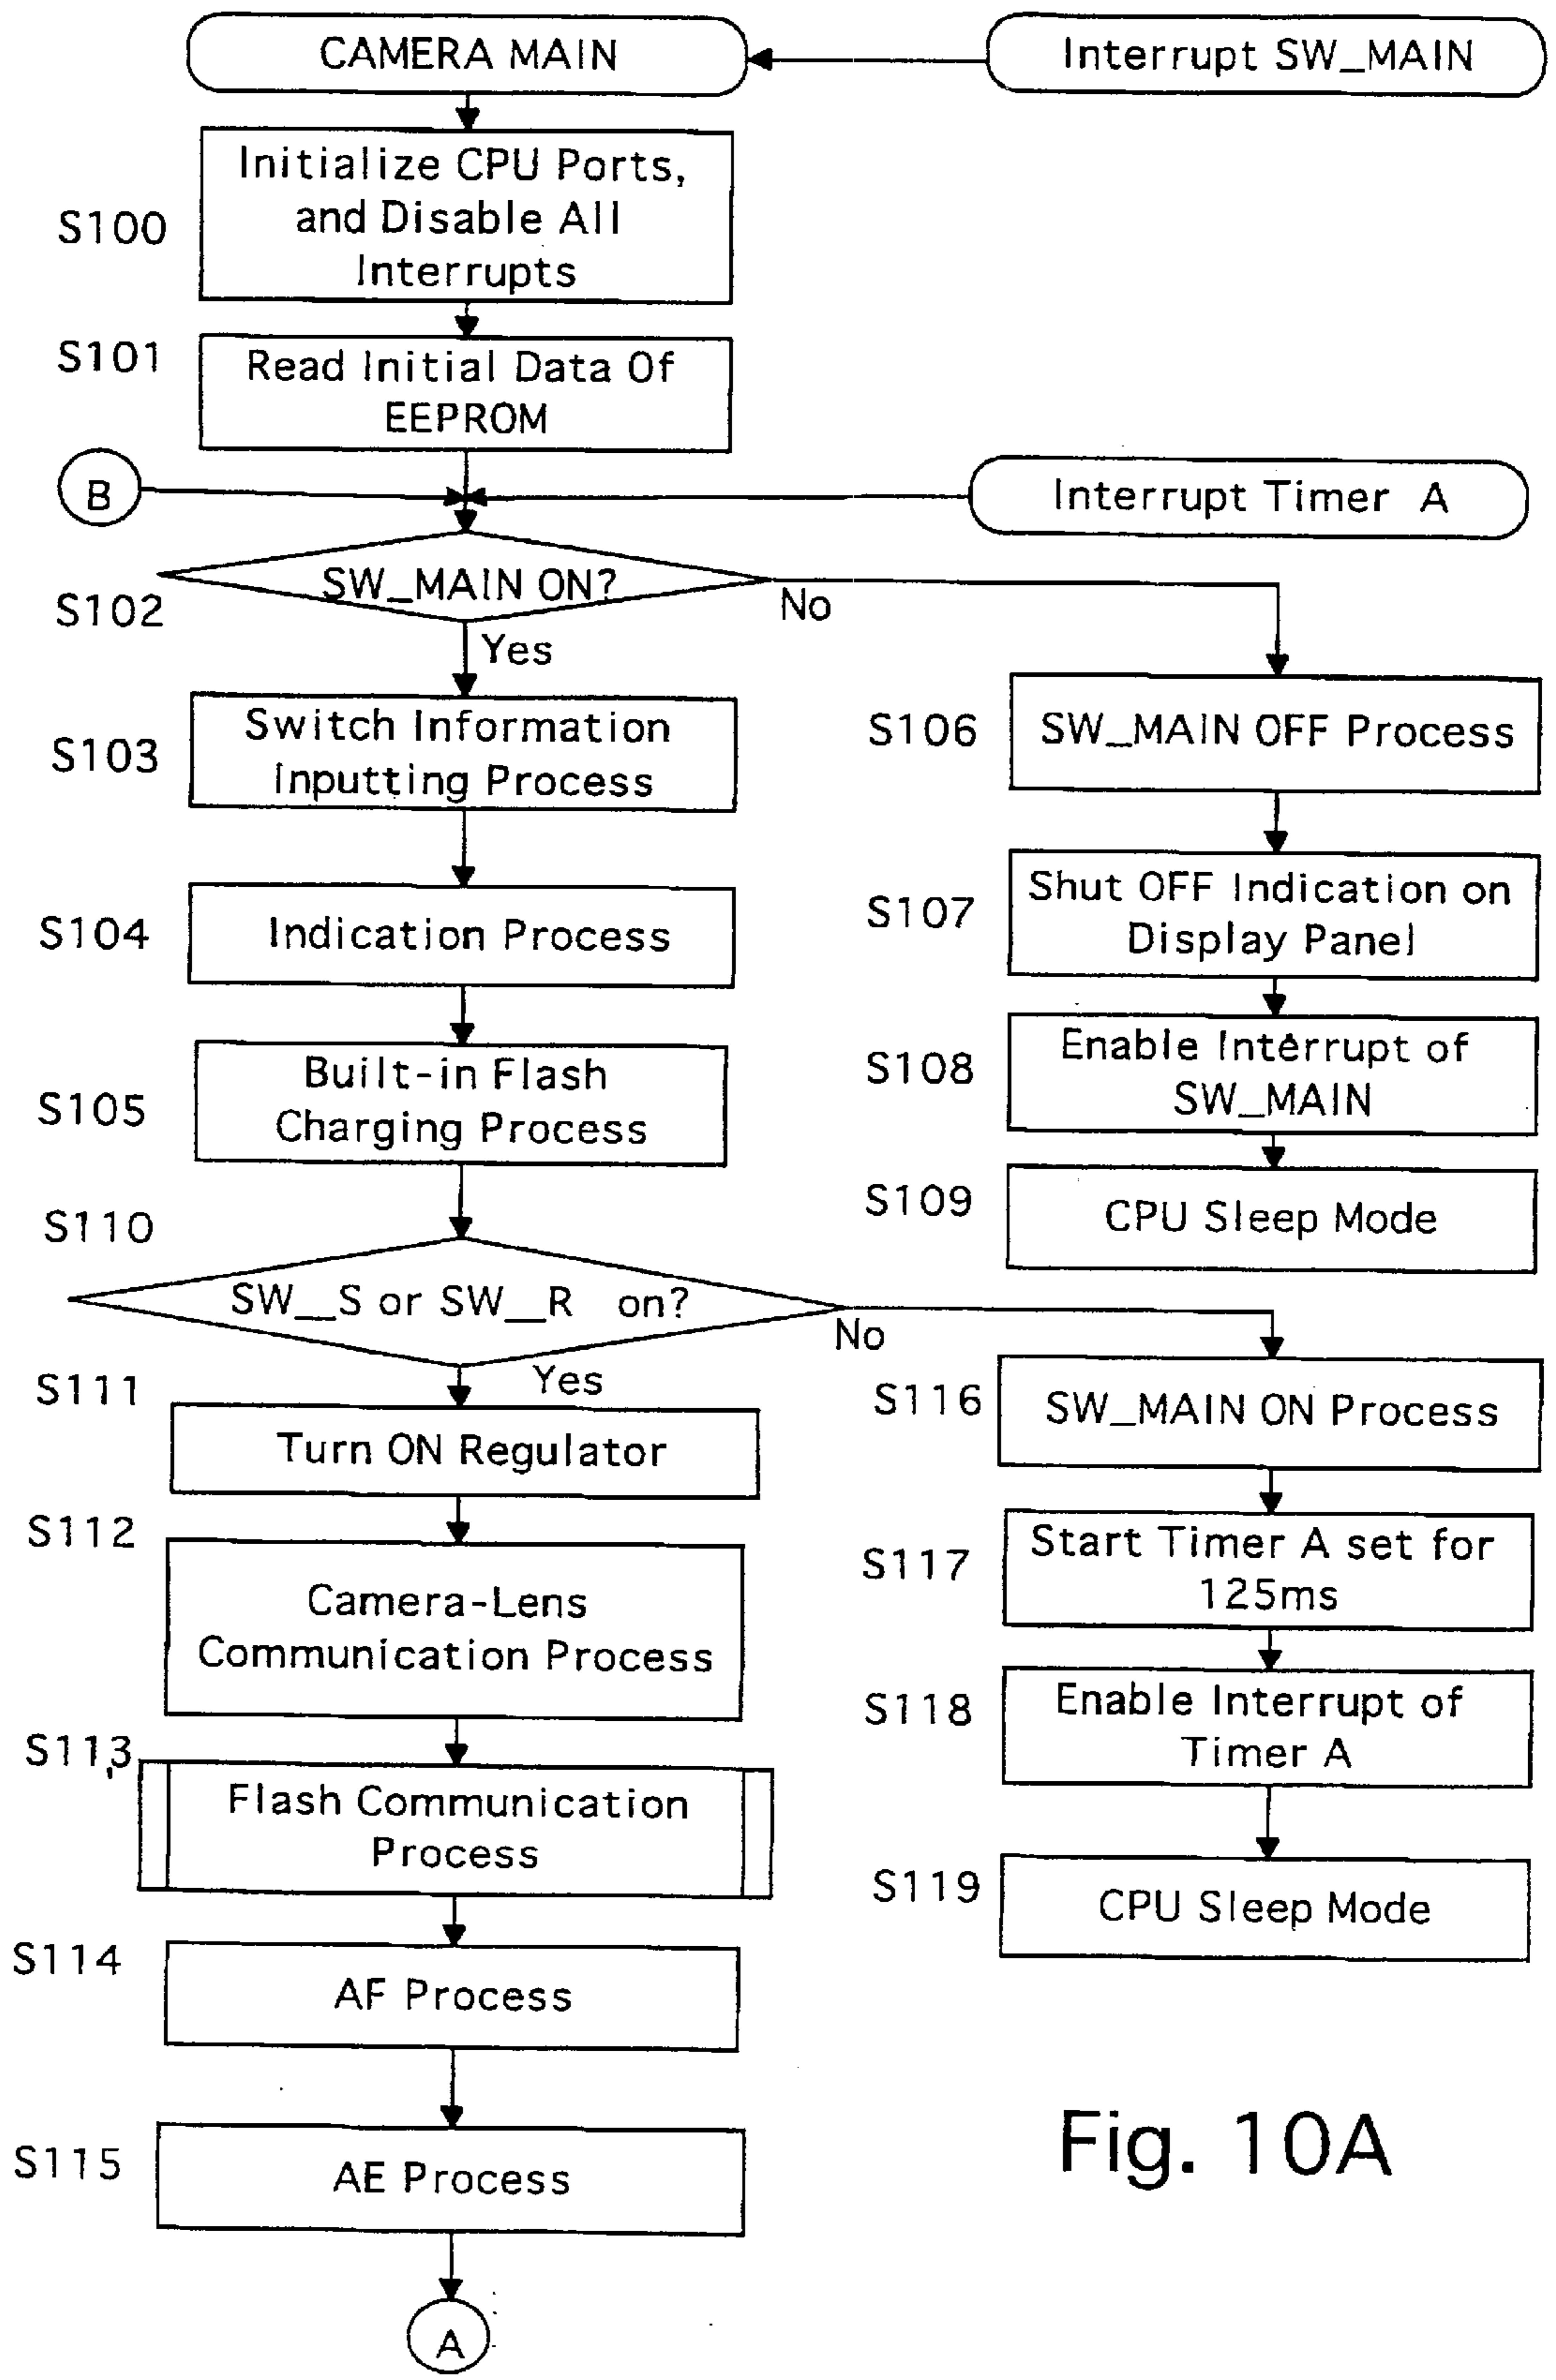 CAMERA MAIN
Interrupt SW_MAIN
S100
Initialize CPU Ports,
and Disable All
Interrupts
S101
Read Initial Data Of
EEPROM
B
Interrupt Timer A
S102
SW_MAIN ON?
No
Yes
S103
Switch Information
Inputting Process
S106
SW_MAIN OFF Process
S104
Indication Process
S107
Shut OFF Indication on
Display Panel
S105
Built-in Flash
Charging Process
S108
Enable Interrupt of
SW_MAIN
S109
CPU Sleep Mode
S110
SW__S or SW__R on?
No
Yes
S111
Turn ON Regulator
S116
SW_MAIN ON Process
S112
Camera-Lens
Communication Process
S117
Start Timer A set for
125ms
S113
Flash Communication
Process
S118
Enable Interrupt of
Timer A
S119
CPU Sleep Mode
S114
AF Process
S115
AE Process
A
Fig. 10A